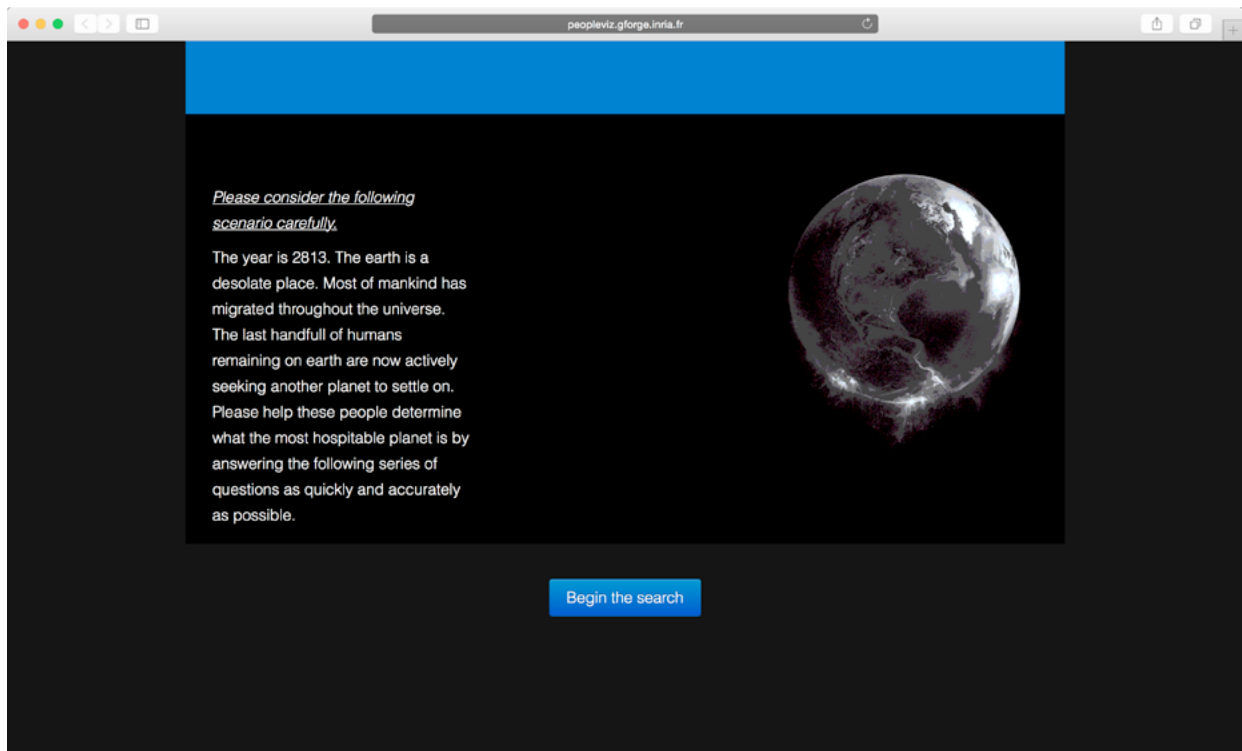 peopleviz.gforge.inria.fr
Please consider the following
scenario carefully.
The year is 2813. The earth is a
desolate place. Most of mankind has
migrated throughout the universe.
The last handfull of humans
remaining on earth are now actively
seeking another planet to settle on.
Please help these people determine
what the most hospitable planet is by
answering the following series of
questions as quickly and accurately
as possible.
Begin the search